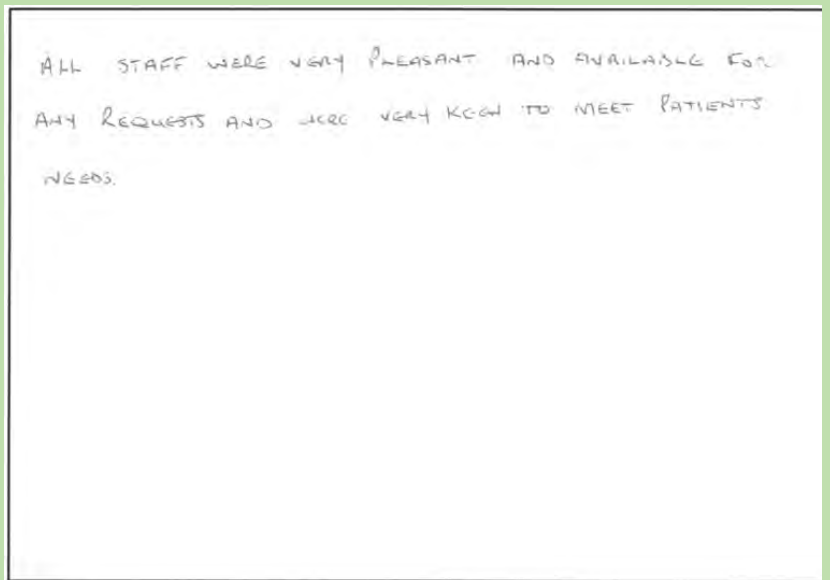 ALL STAFF WERE VERY PLEASANT AND AVAILABLE FOR
ANY REQUESTS AND WERE VERY KEEN TO MEET PATIENTS
NEEDS.